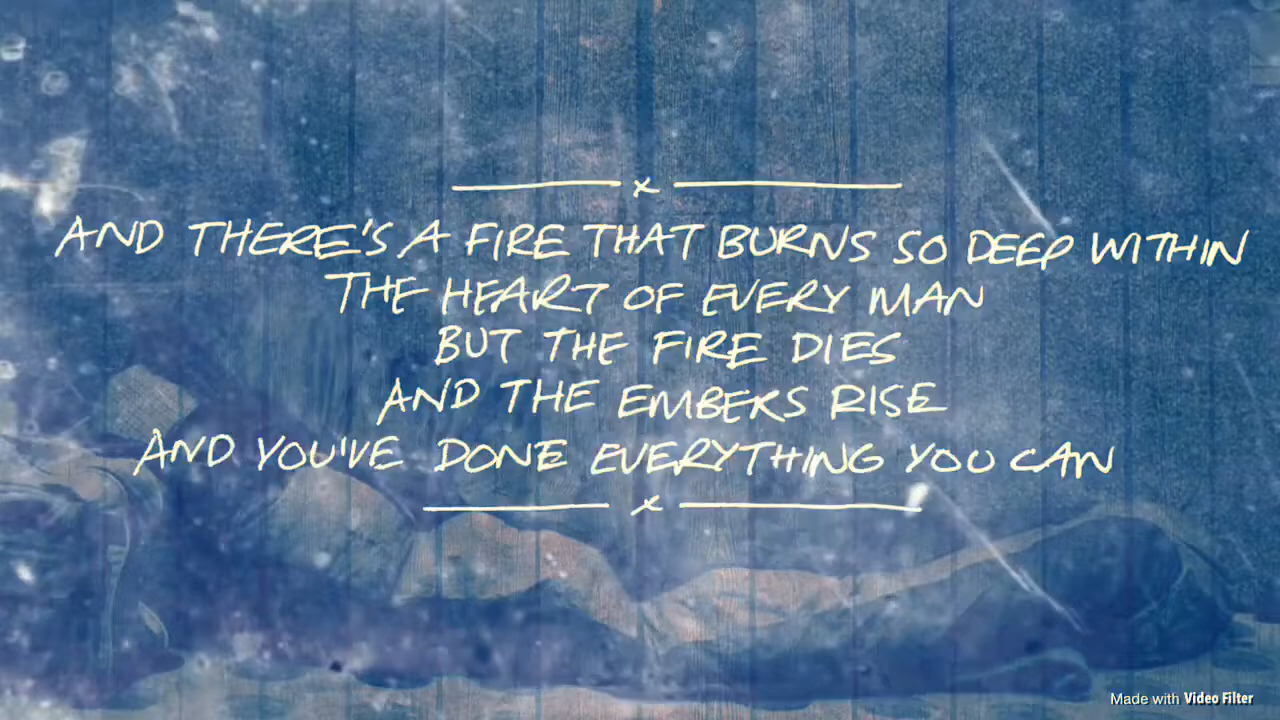 AND THERE'S A FIRE THAT BURNS SO DEEP WITHIN
THE HEART OF EVERY MAN
BUT THE FIRE DIES
AND THE EMBERS RISE
AND YOU'VE DONE EVERYTHING YOU CAN
Made with Video Filter